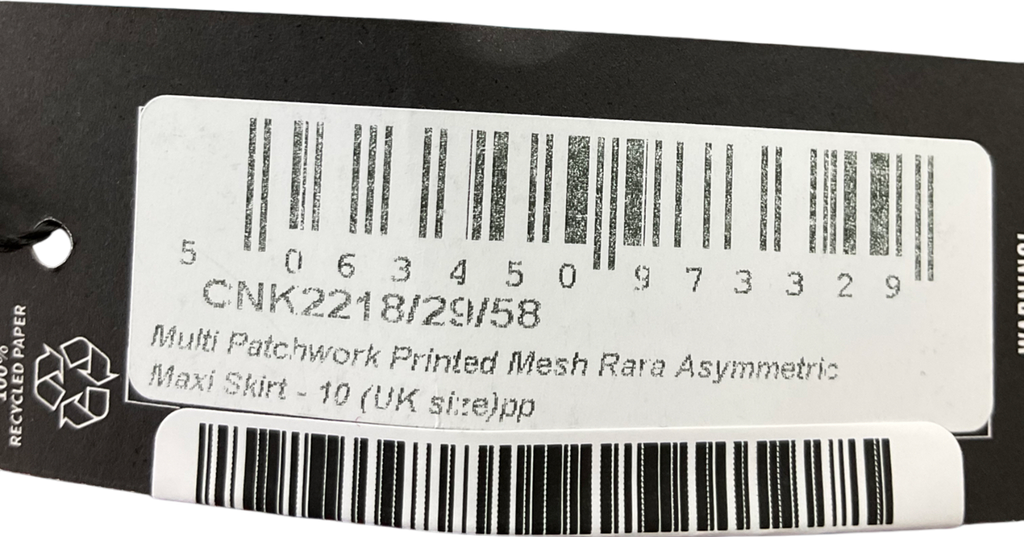 5 063450 973329
CNK2218/29/58
Multi Patchwork Printed Mesh Rara Asymmetric
Maxi Skirt - 10 (UK size)pp
100%
RECYCLED PAPER